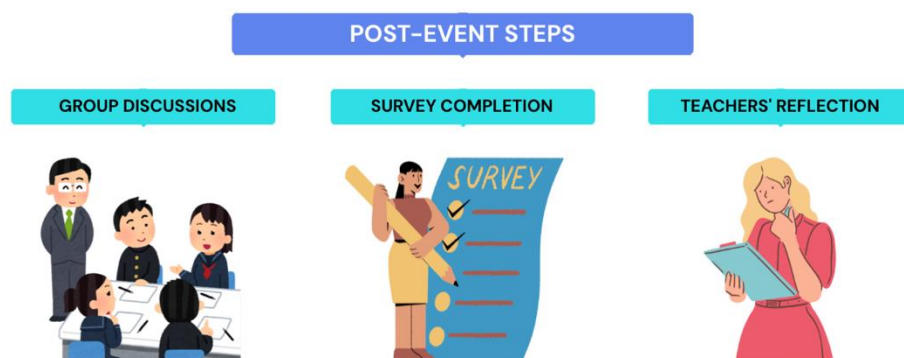 POST-EVENT STEPS
GROUP DISCUSSIONS
SURVEY COMPLETION
TEACHERS' REFLECTION
SURVEY